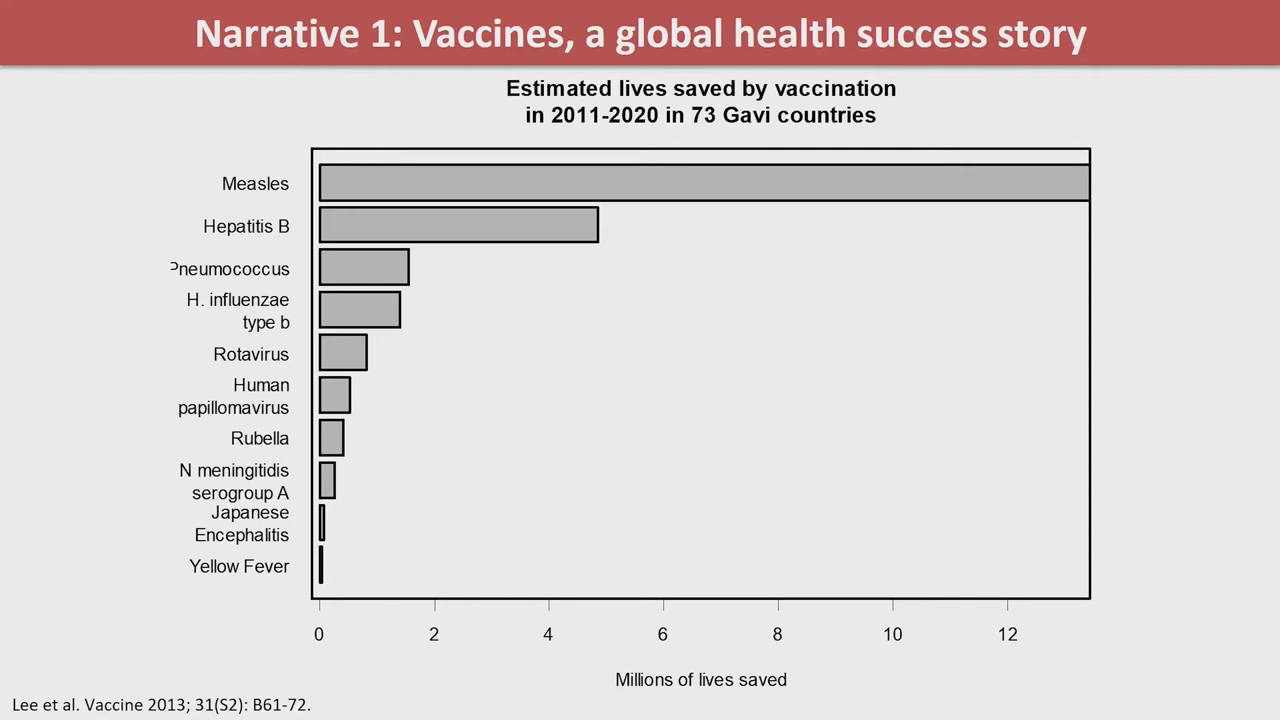 Narrative 1: Vaccines, a global health success story
Estimated lives saved by vaccination
in 2011-2020 in 73 Gavi countries
Measles
Hepatitis B
Pneumococcus
H. influenzae
type b
Rotavirus
Human
papillomavirus
Rubella
N meningitidis
serogroup A
Japanese
Encephalitis
Yellow Fever
0 2 4 6 8 10 12
Millions of lives saved
Lee et al. Vaccine 2013; 31(S2): B61-72.